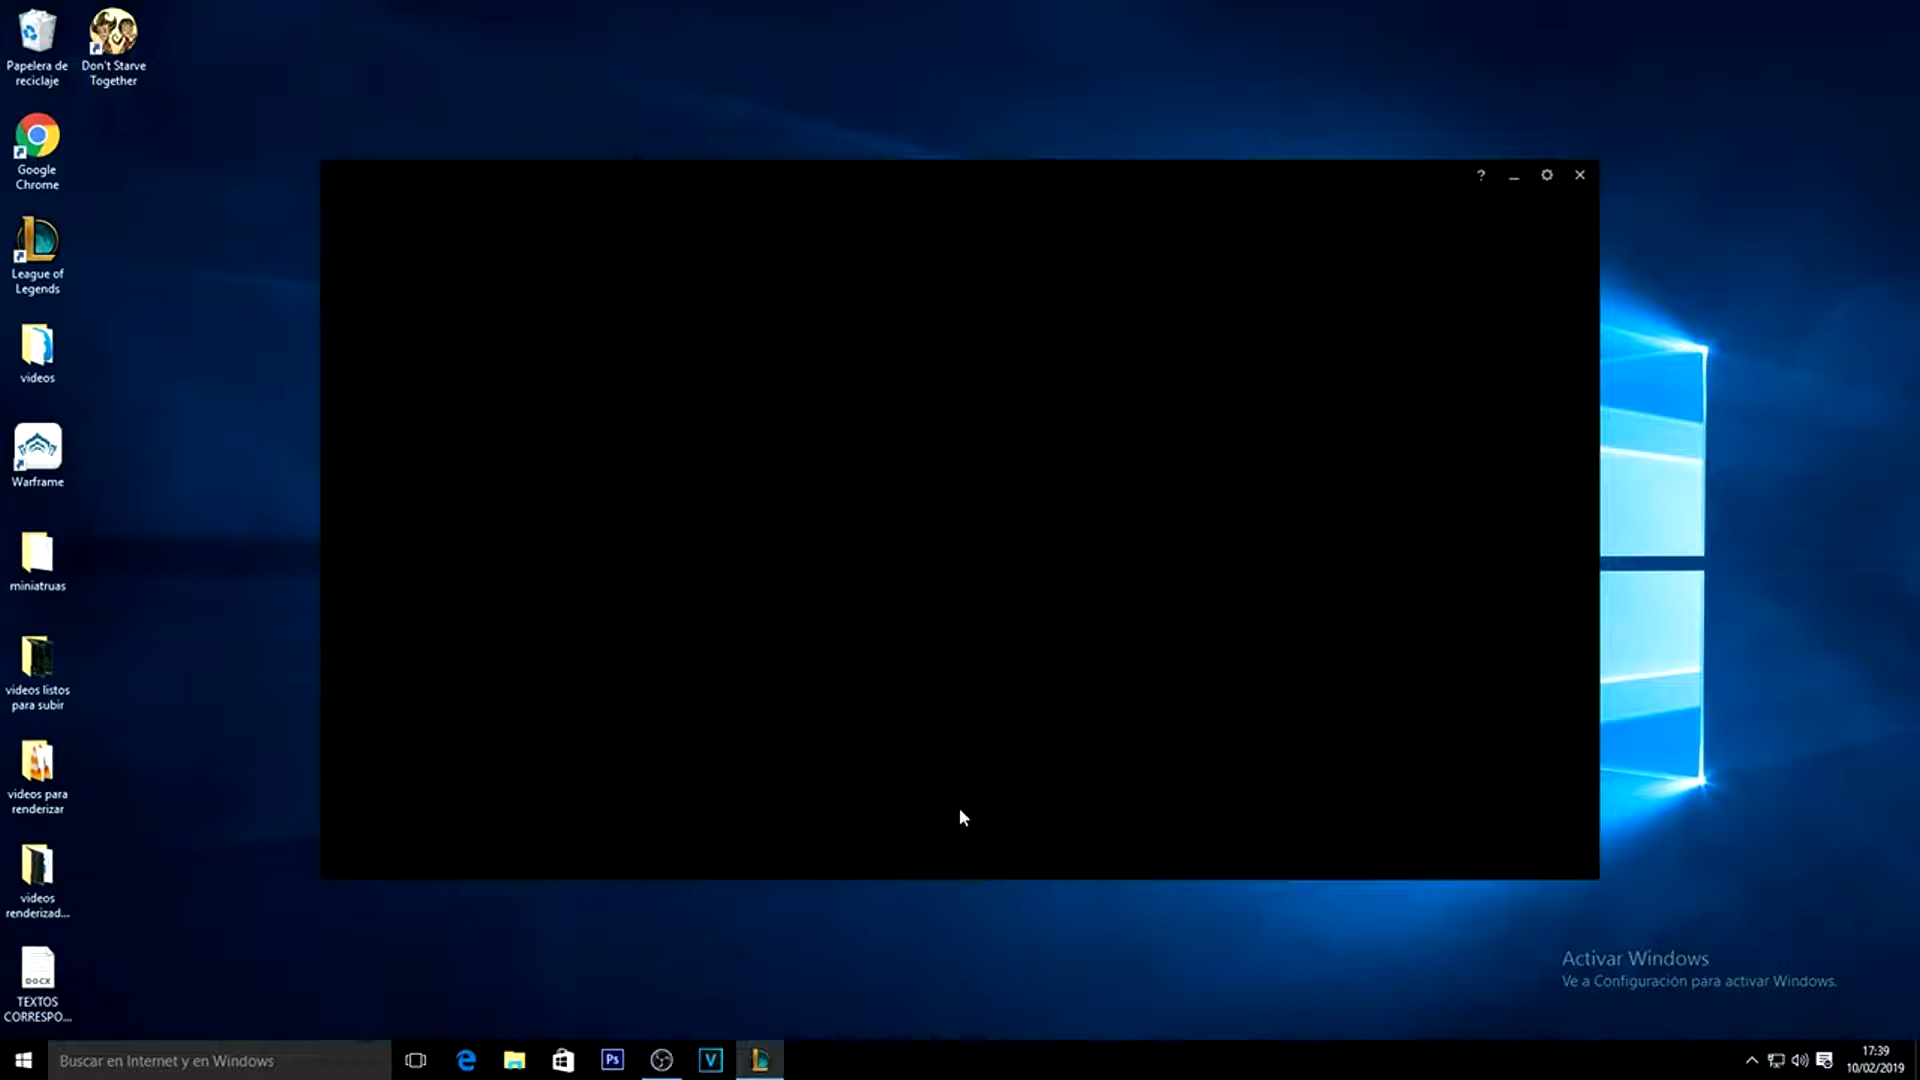 Papelera de
reciclaje
Don't Starve
Together
Google
Chrome
League of
Legends
videos
Warframe
miniatruas
videos listos
para subir
videos para
renderizar
videos
renderizad...
DOCX
TEXTOS
CORRESPO...
?
Activar Windows
Ve a Configuración para activar Windows.
Buscar en Internet y en Windows
Ps
V
17:39
10/02/2019